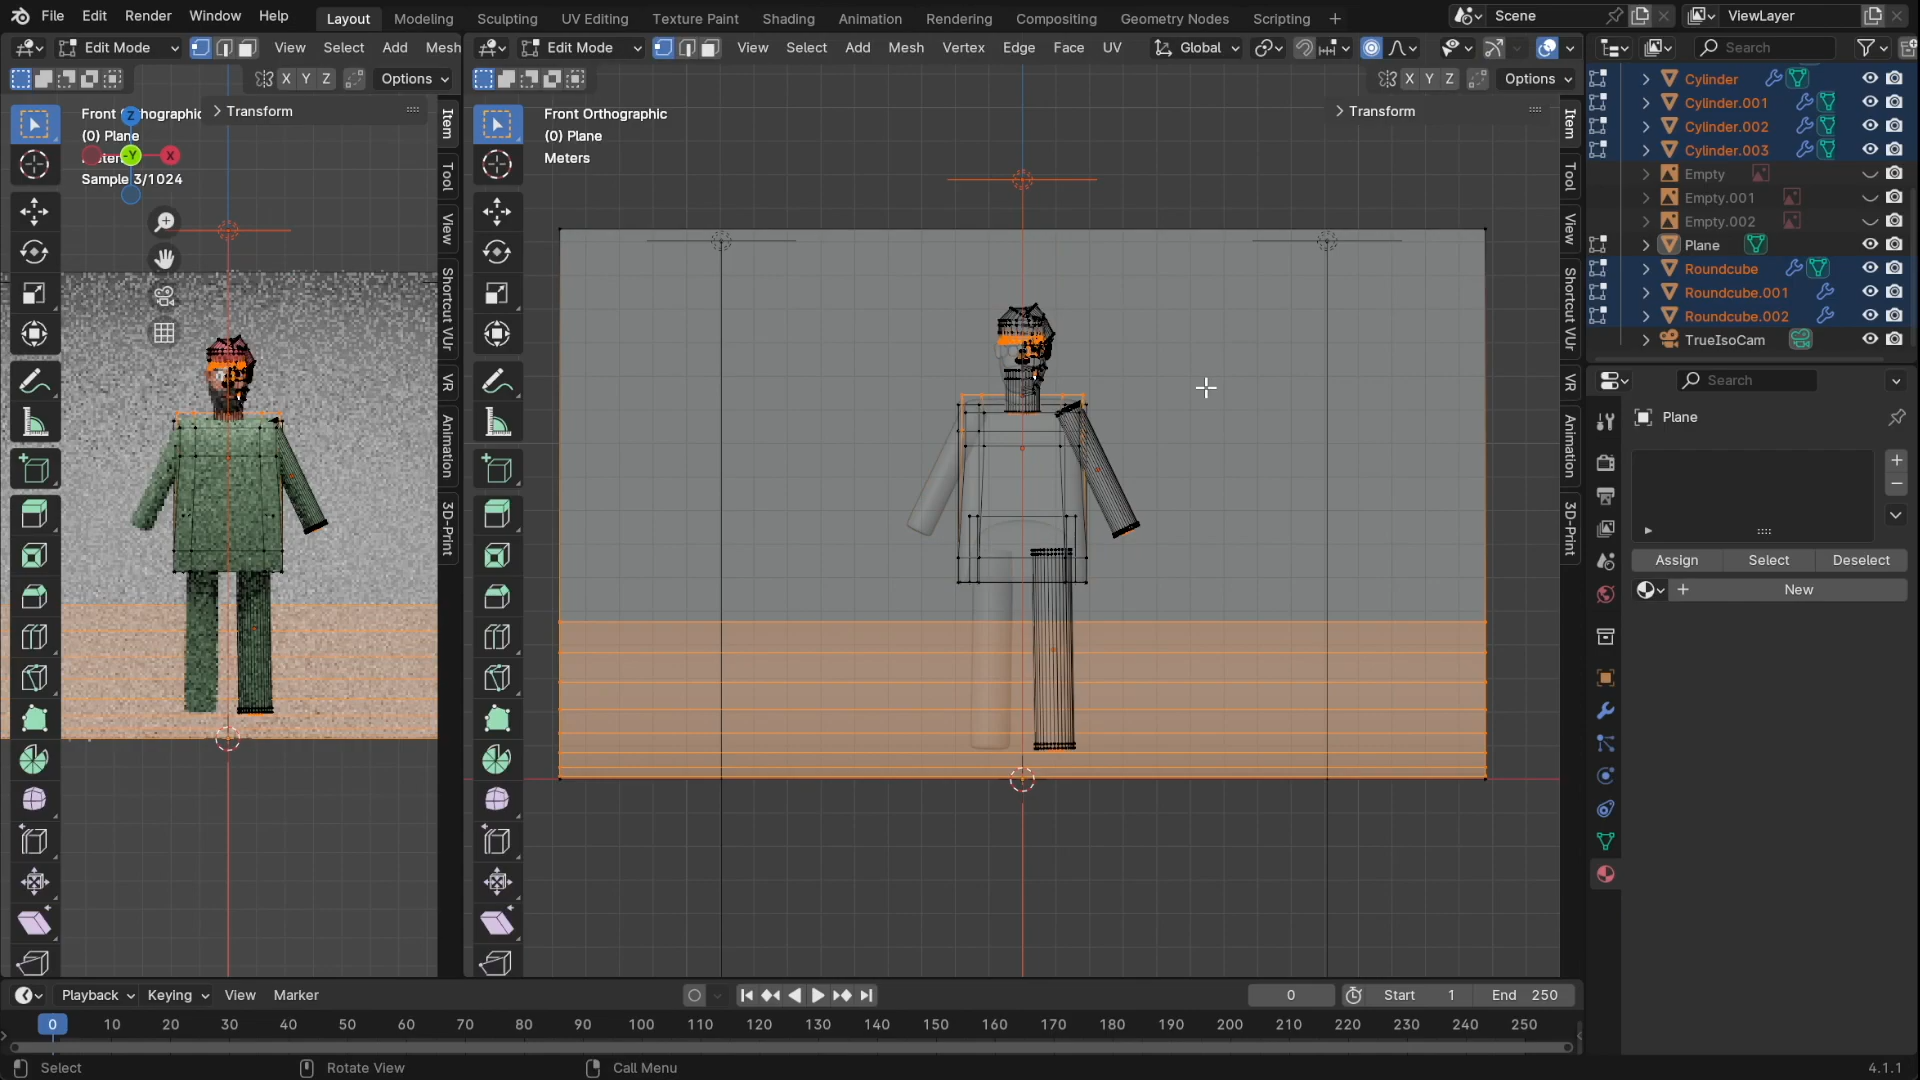 File Edit Render Window Help Layout Modeling Sculpting UV Editing Texture Paint Shading Animation Rendering Compositing Geometry Nodes Scripting + Scene ViewLayer
Edit Mode View Select Add Mesh Edit Mode View Select Add Mesh Vertex Edge Face UV Global Search
X Y Z Options X Y Z Options
Front Orthographic
(0) Plane
Sample 3/1024
Z
-Y
X
> Transform
Item
Tool
View
Shortcut VUr
VR
Animation
3D-Print
Front Orthographic
(0) Plane
Meters
> Transform
Item
Tool
View
Shortcut VUr
VR
Animation
3D-Print
Cylinder
Cylinder.001
Cylinder.002
Cylinder.003
Empty
Empty.001
Empty.002
Plane
Roundcube
Roundcube.001
Roundcube.002
TrueIsoCam
Search
Plane
Assign Select Deselect
+ New
Playback Keying View Marker 0 Start 1 End 250
0 10 20 30 40 50 60 70 80 90 100 110 120 130 140 150 160 170 180 190 200 210 220 230 240 250
Select Rotate View Call Menu 4.1.1